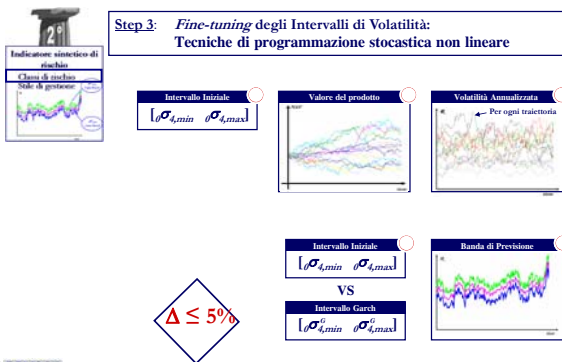 2°
Indicatore sintetico di
rischio
Classi di rischio
Stile di gestione
Step 3: Fine-tuning degli Intervalli di Volatilità:
Tecniche di programmazione stocastica non lineare
Intervallo Iniziale
[₀σ4,min ₀σ4,max]
Valore del prodotto
Volatilità Annualizzata
Per ogni traiettoria
Intervallo Iniziale
[₀σ4,min ₀σ4,max]
VS
Intervallo Garch
[₀σᴳ4,min ₀σᴳ4,max]
Banda di Previsione
Δ ≤ 5%